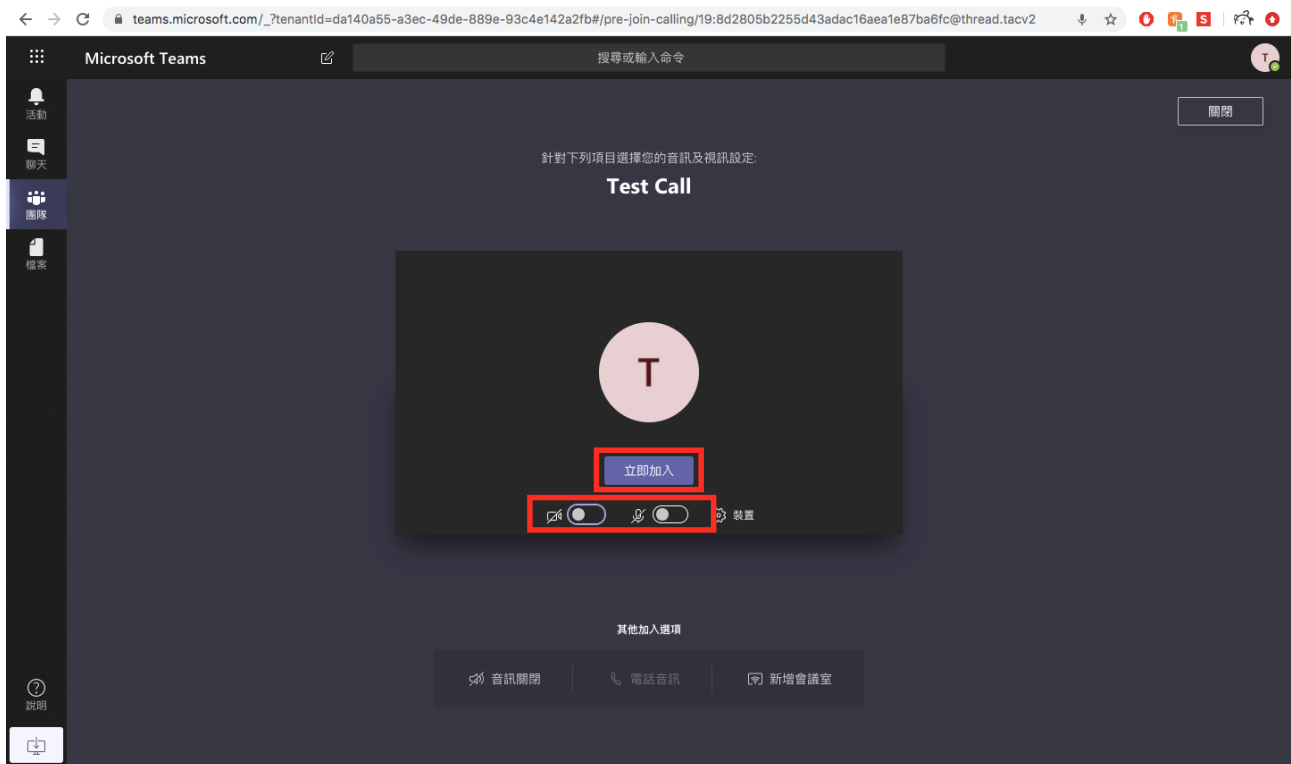 teams.microsoft.com/_?tenantId=da140a55-a3ec-49de-889e-93c4e142a2fb#/pre-join-calling/19:8d2805b2255d43adac16aea1e87ba6fc@thread.tacv2
1
S
Microsoft Teams
搜尋或輸入命令
T
活動
關閉
聊天
針對下列項目選擇您的音訊及視訊設定:
Test Call
團隊
檔案
T
立即加入
裝置
其他加入選項
音訊關閉
電話音訊
新增會議室
說明